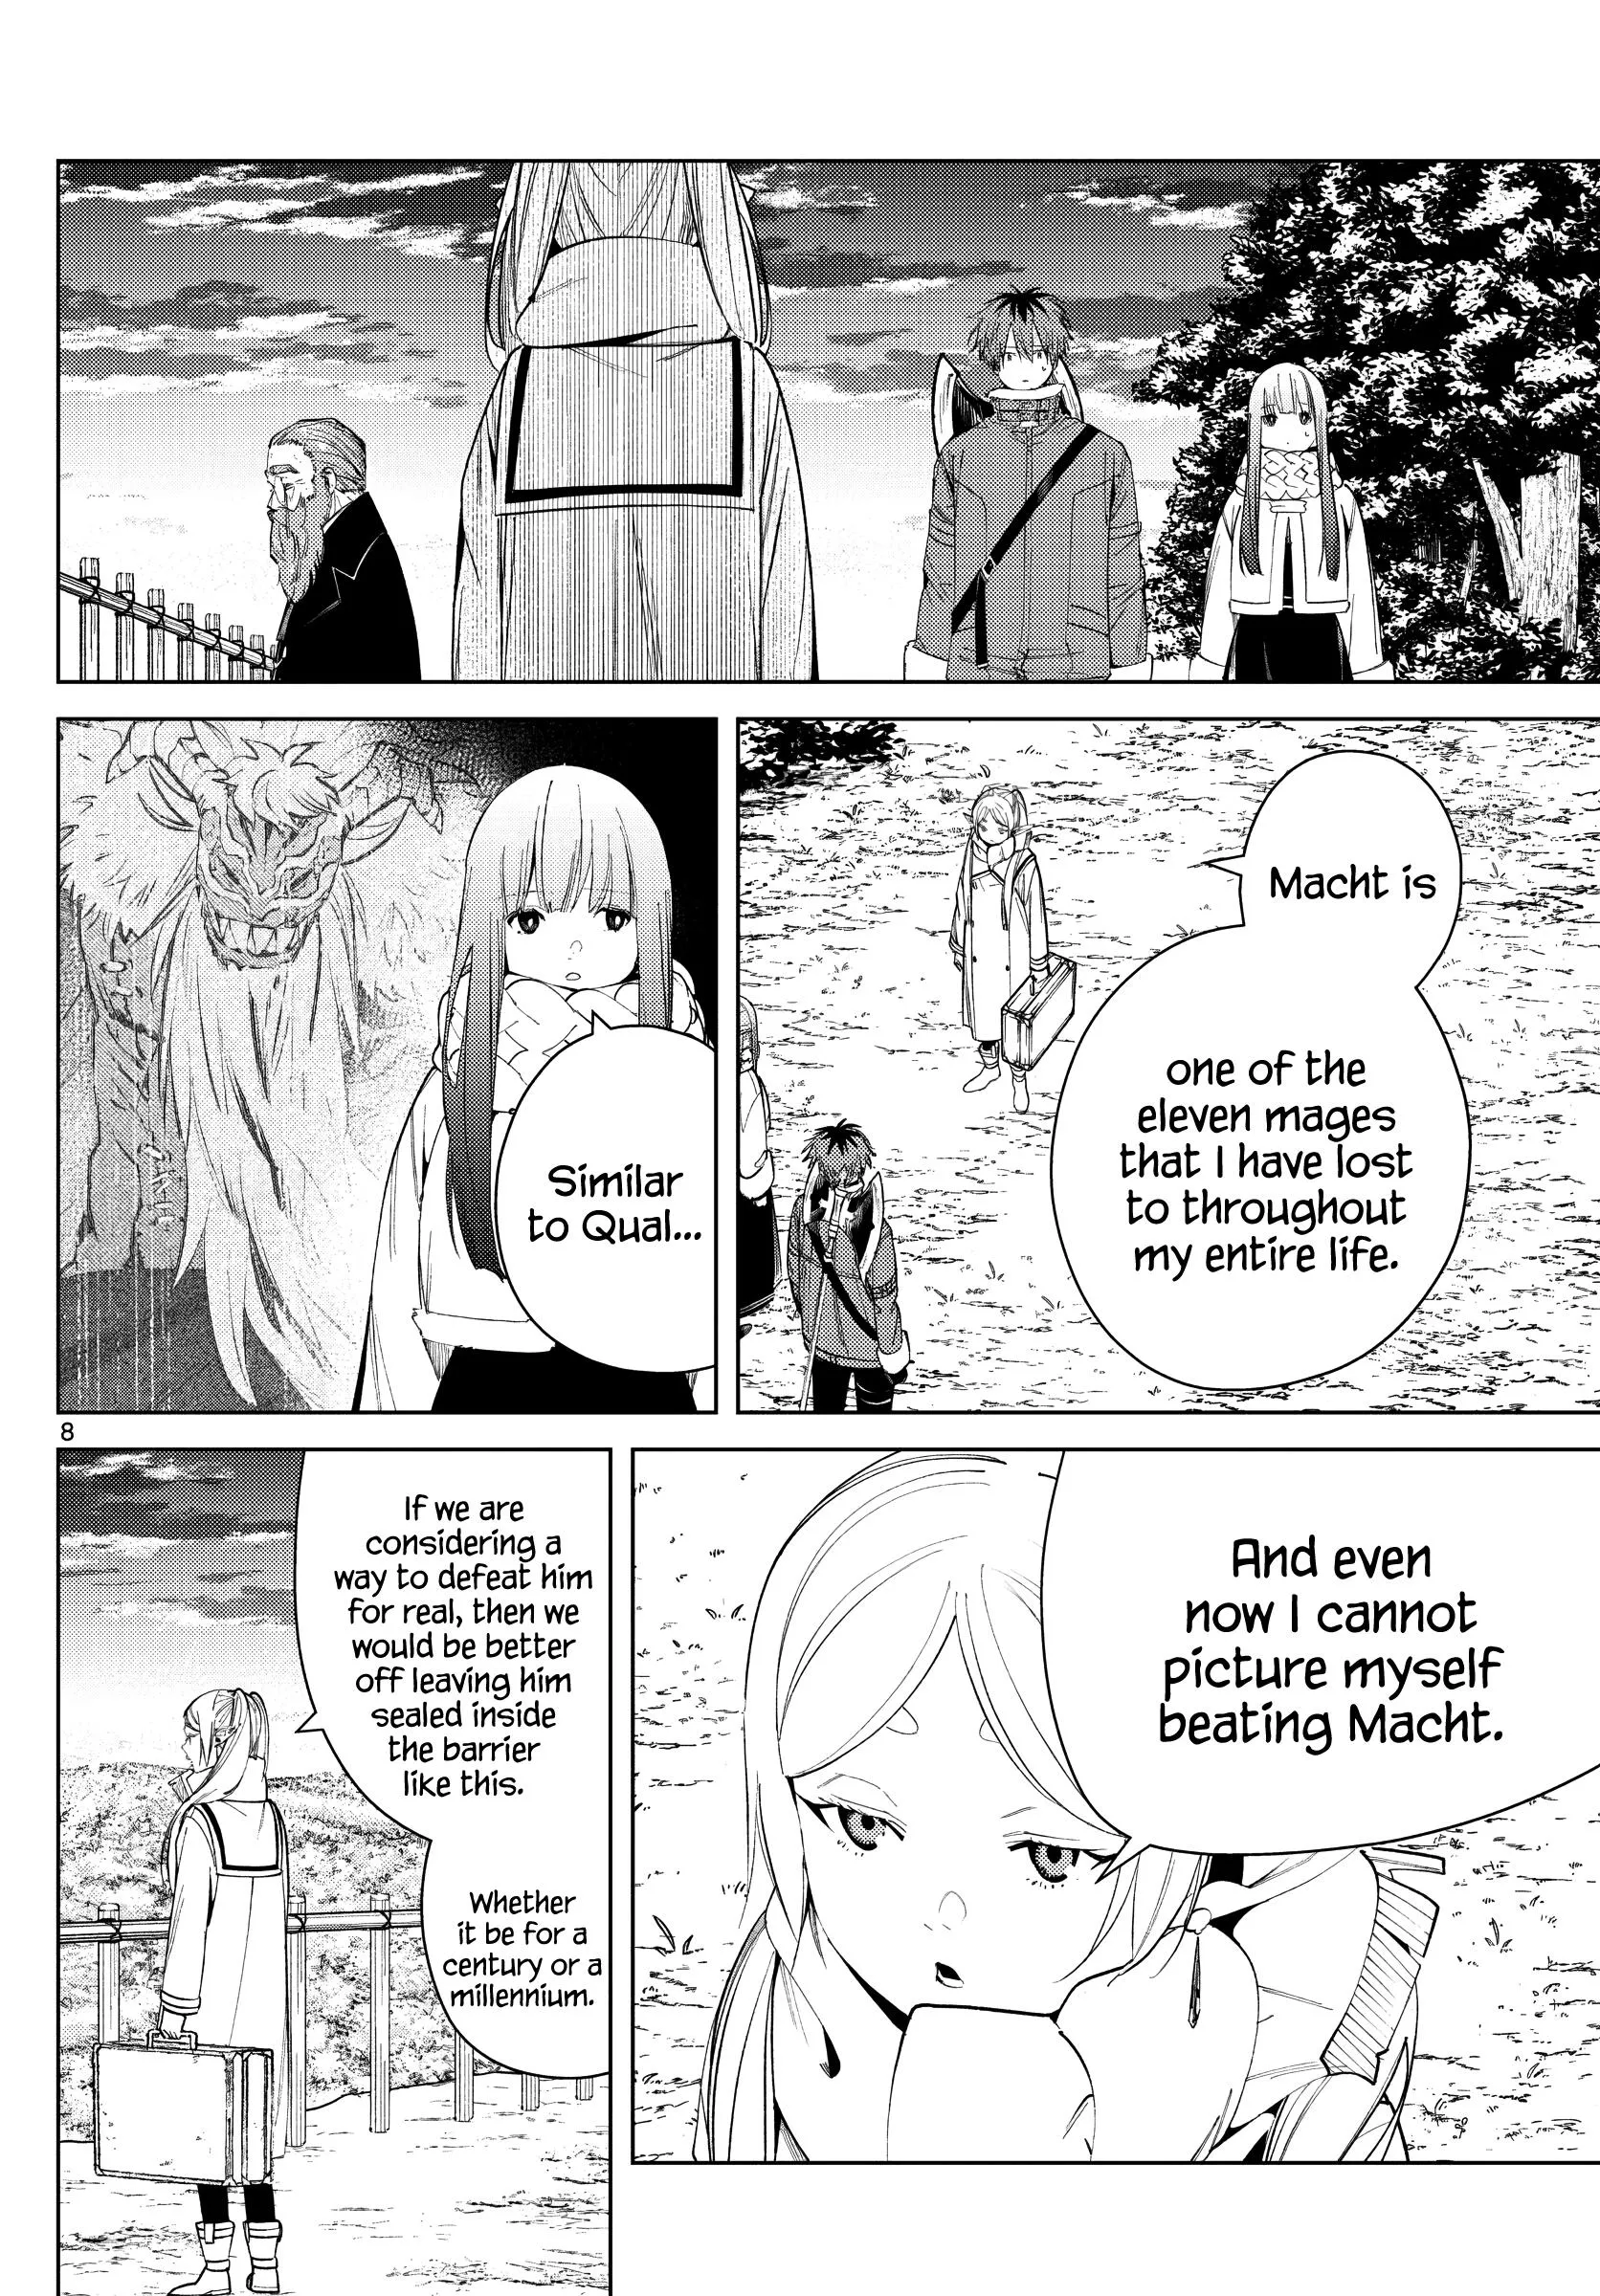 Macht is
one of the
eleven mages
that I have lost
to throughout
my entire life.
Similar
to Qual...
8
And even
now I cannot
picture myself
beating Macht.
If we are
considering a
way to defeat him
for real, then we
would be better
off leaving him
sealed inside
the barrier
like this.
Whether
it be for a
century or a
millennium.